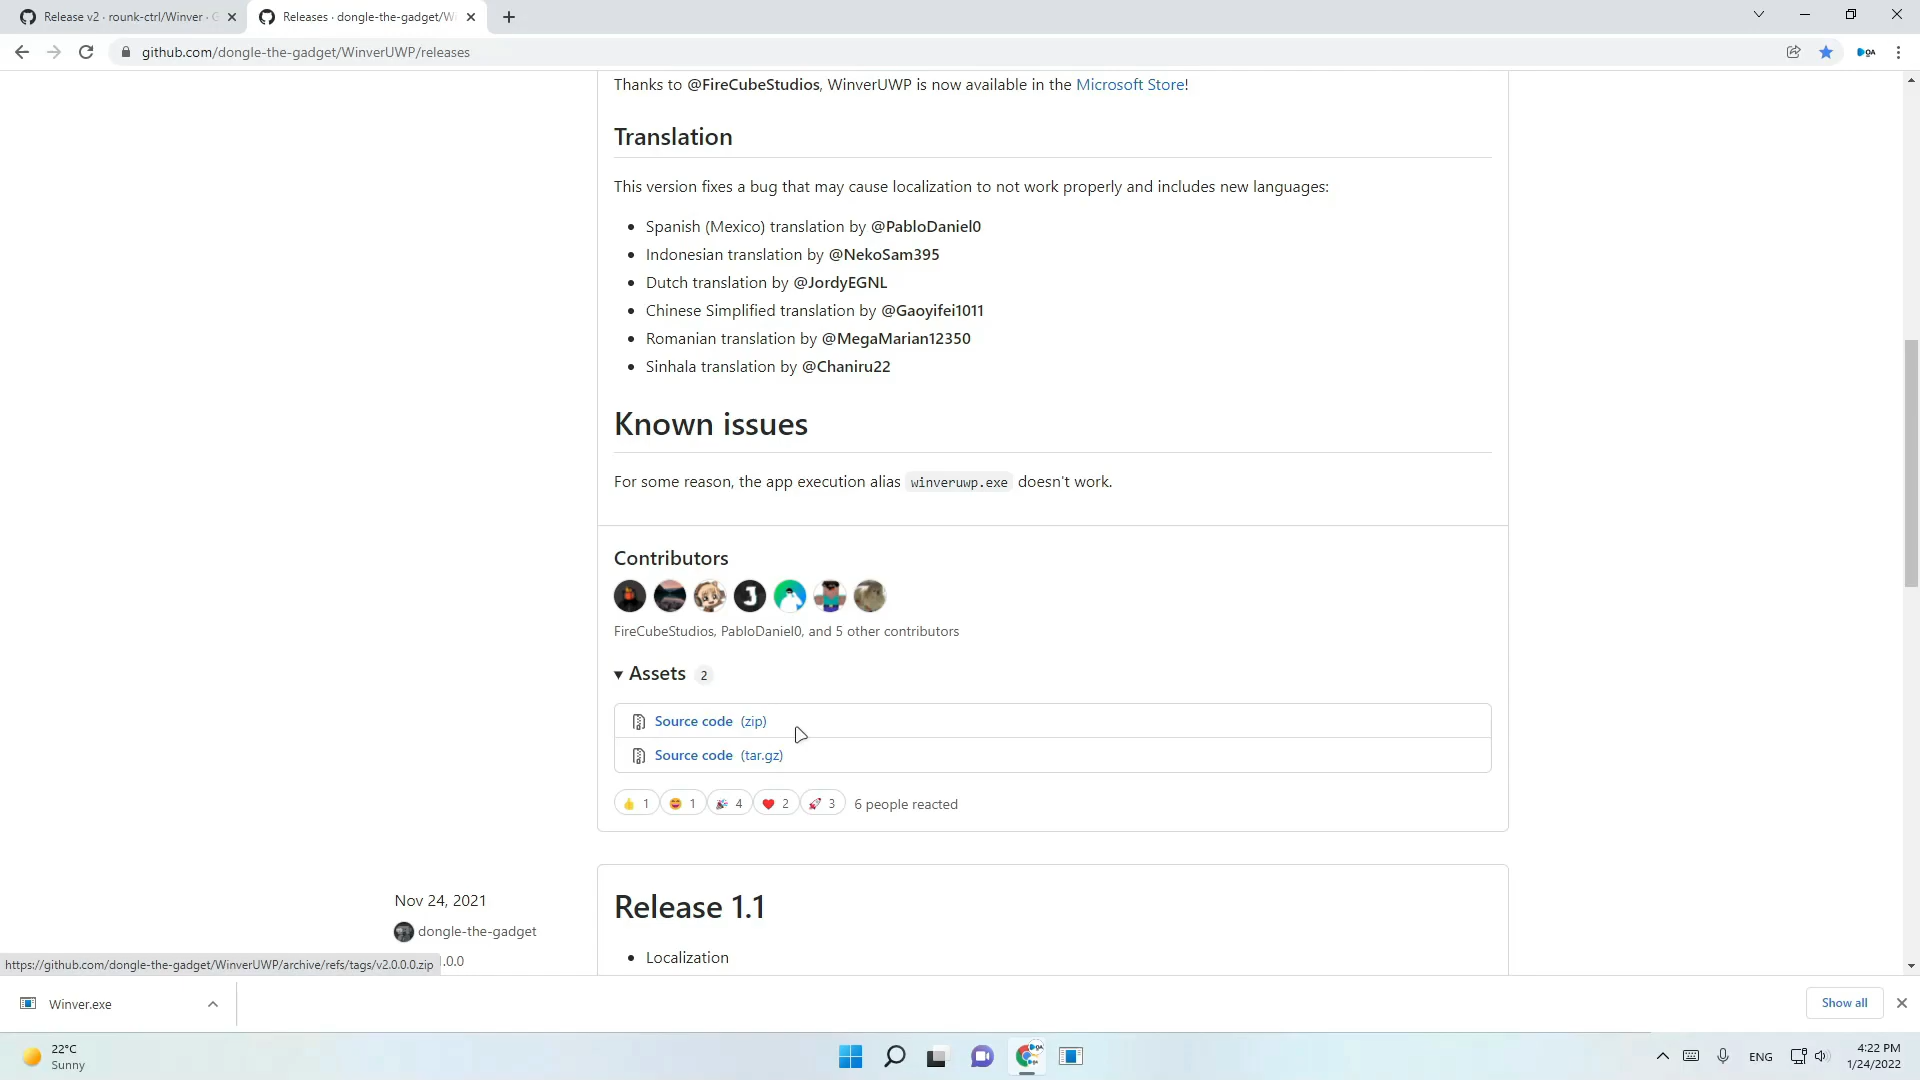 Release v2 · rounk-ctrl/Winver · G
Releases · dongle-the-gadget/Wi
github.com/dongle-the-gadget/WinverUWP/releases
Thanks to @FireCubeStudios, WinverUWP is now available in the Microsoft Store!
Translation
This version fixes a bug that may cause localization to not work properly and includes new languages:
Spanish (Mexico) translation by @PabloDaniel0
Indonesian translation by @NekoSam395
Dutch translation by @JordyEGNL
Chinese Simplified translation by @Gaoyifei1011
Romanian translation by @MegaMarian12350
Sinhala translation by @Chaniru22
Known issues
For some reason, the app execution alias winveruwp.exe doesn't work.
Contributors
J
FireCubeStudios, PabloDaniel0, and 5 other contributors
Assets 2
Source code (zip)
Source code (tar.gz)
1 1 4 2 3 6 people reacted
Nov 24, 2021
Release 1.1
dongle-the-gadget
Localization
https://github.com/dongle-the-gadget/WinverUWP/archive/refs/tags/v2.0.0.0.zip
.0.0
Winver.exe
Show all
22°C
Sunny
ENG
4:22 PM
1/24/2022